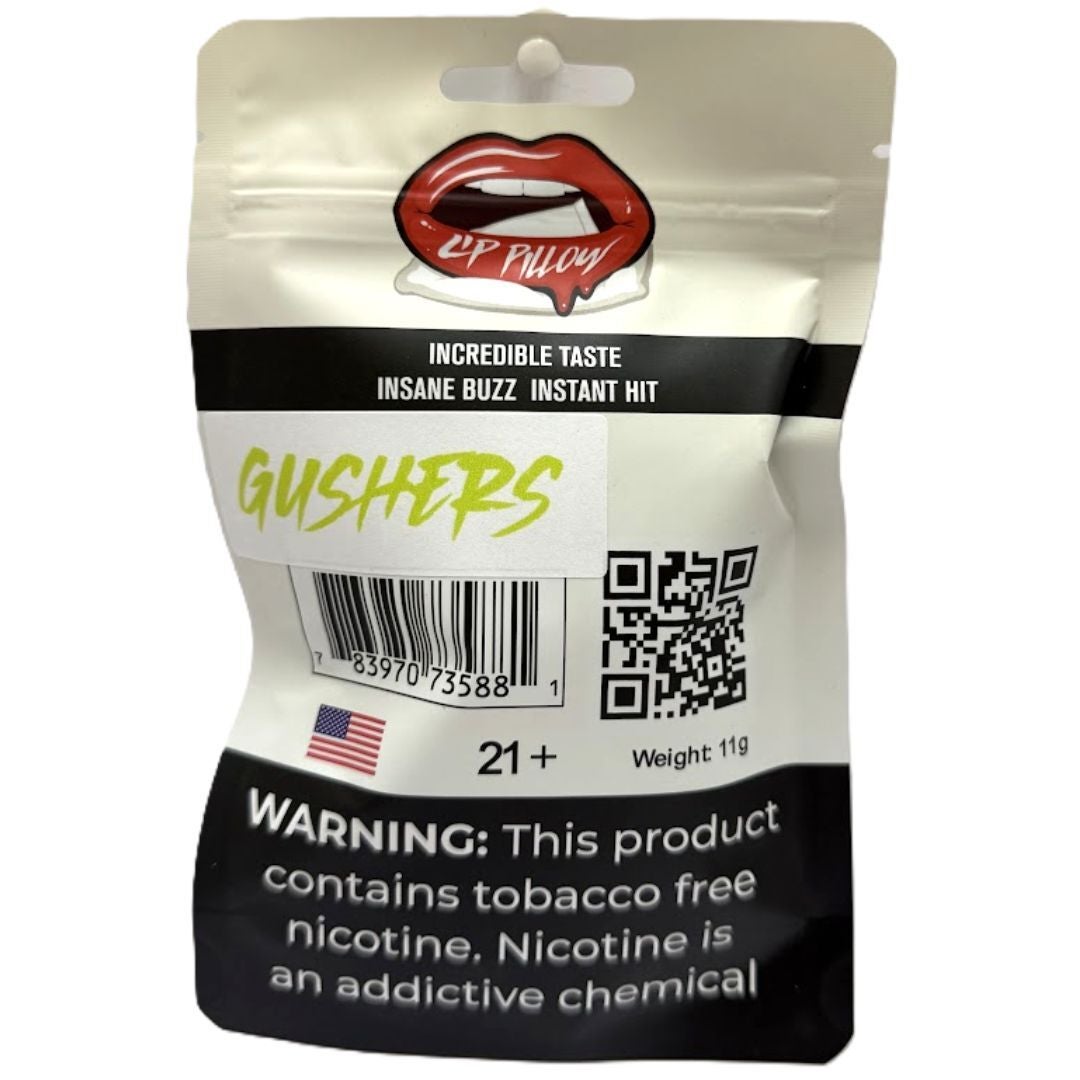 LIP PILLOW
INCREDIBLE TASTE
INSANE BUZZ INSTANT HIT
GUSHERS
7 83970 73588 1
21+
Weight: 11g
WARNING: This product
contains tobacco free
nicotine. Nicotine is
an addictive chemical